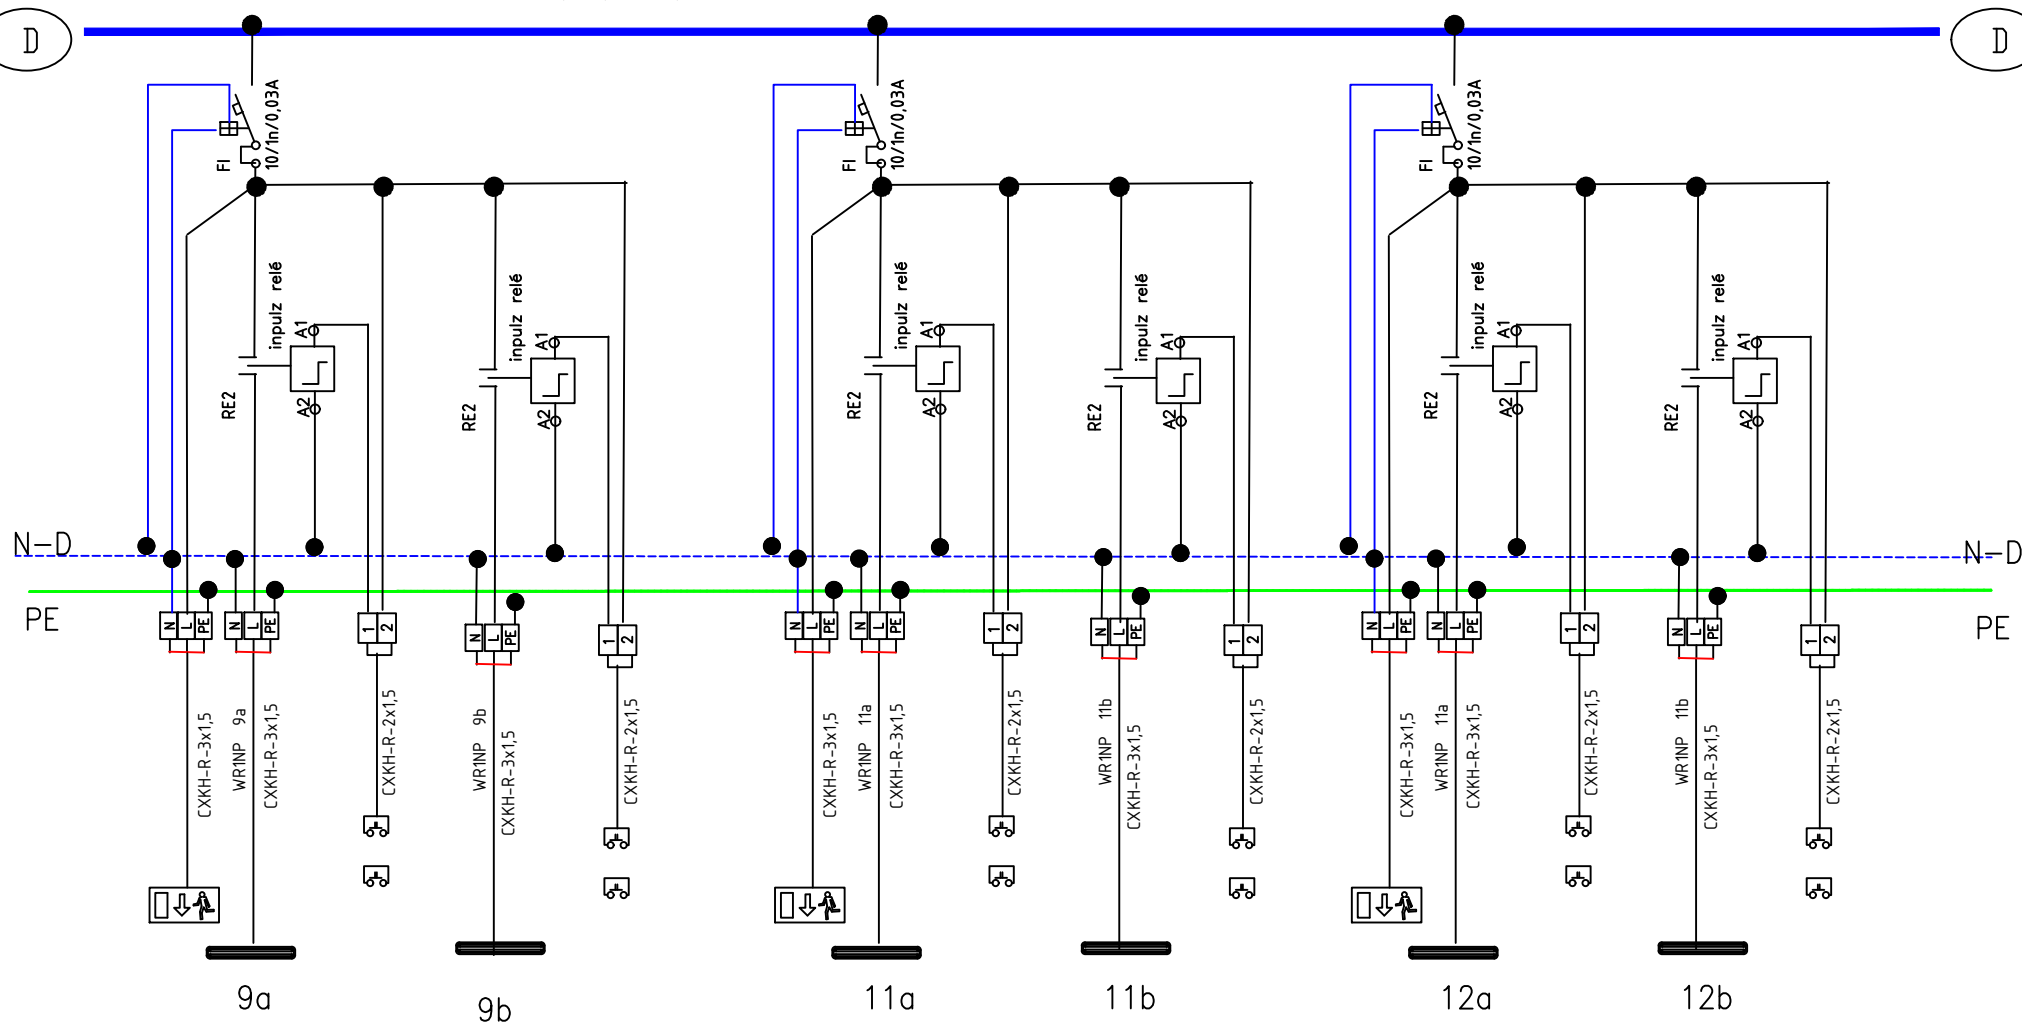 D
D
10/1n/0,03A
FI
10/1n/0,03A
FI
10/1n/0,03A
FI
inpulz relé
A1
A2
RE2
inpulz relé
A1
A2
RE2
inpulz relé
A1
A2
RE2
inpulz relé
A1
A2
RE2
inpulz relé
A1
A2
RE2
inpulz relé
A1
A2
RE2
N-D
N-D
PE
PE
N L PE
N L PE
1 2
N L PE
1 2
N L PE
N L PE
1 2
N L PE
1 2
N L PE
N L PE
1 2
N L PE
1 2
CXKH-R-3x1,5
WR1NP 9a
CXKH-R-3x1,5
CXKH-R-2x1,5
WR1NP 9b
CXKH-R-3x1,5
CXKH-R-2x1,5
CXKH-R-3x1,5
WR1NP 11a
CXKH-R-3x1,5
CXKH-R-2x1,5
WR1NP 11b
CXKH-R-3x1,5
CXKH-R-2x1,5
CXKH-R-3x1,5
WR1NP 11a
CXKH-R-3x1,5
CXKH-R-2x1,5
WR1NP 11b
CXKH-R-3x1,5
CXKH-R-2x1,5
9a
9b
11a
11b
12a
12b